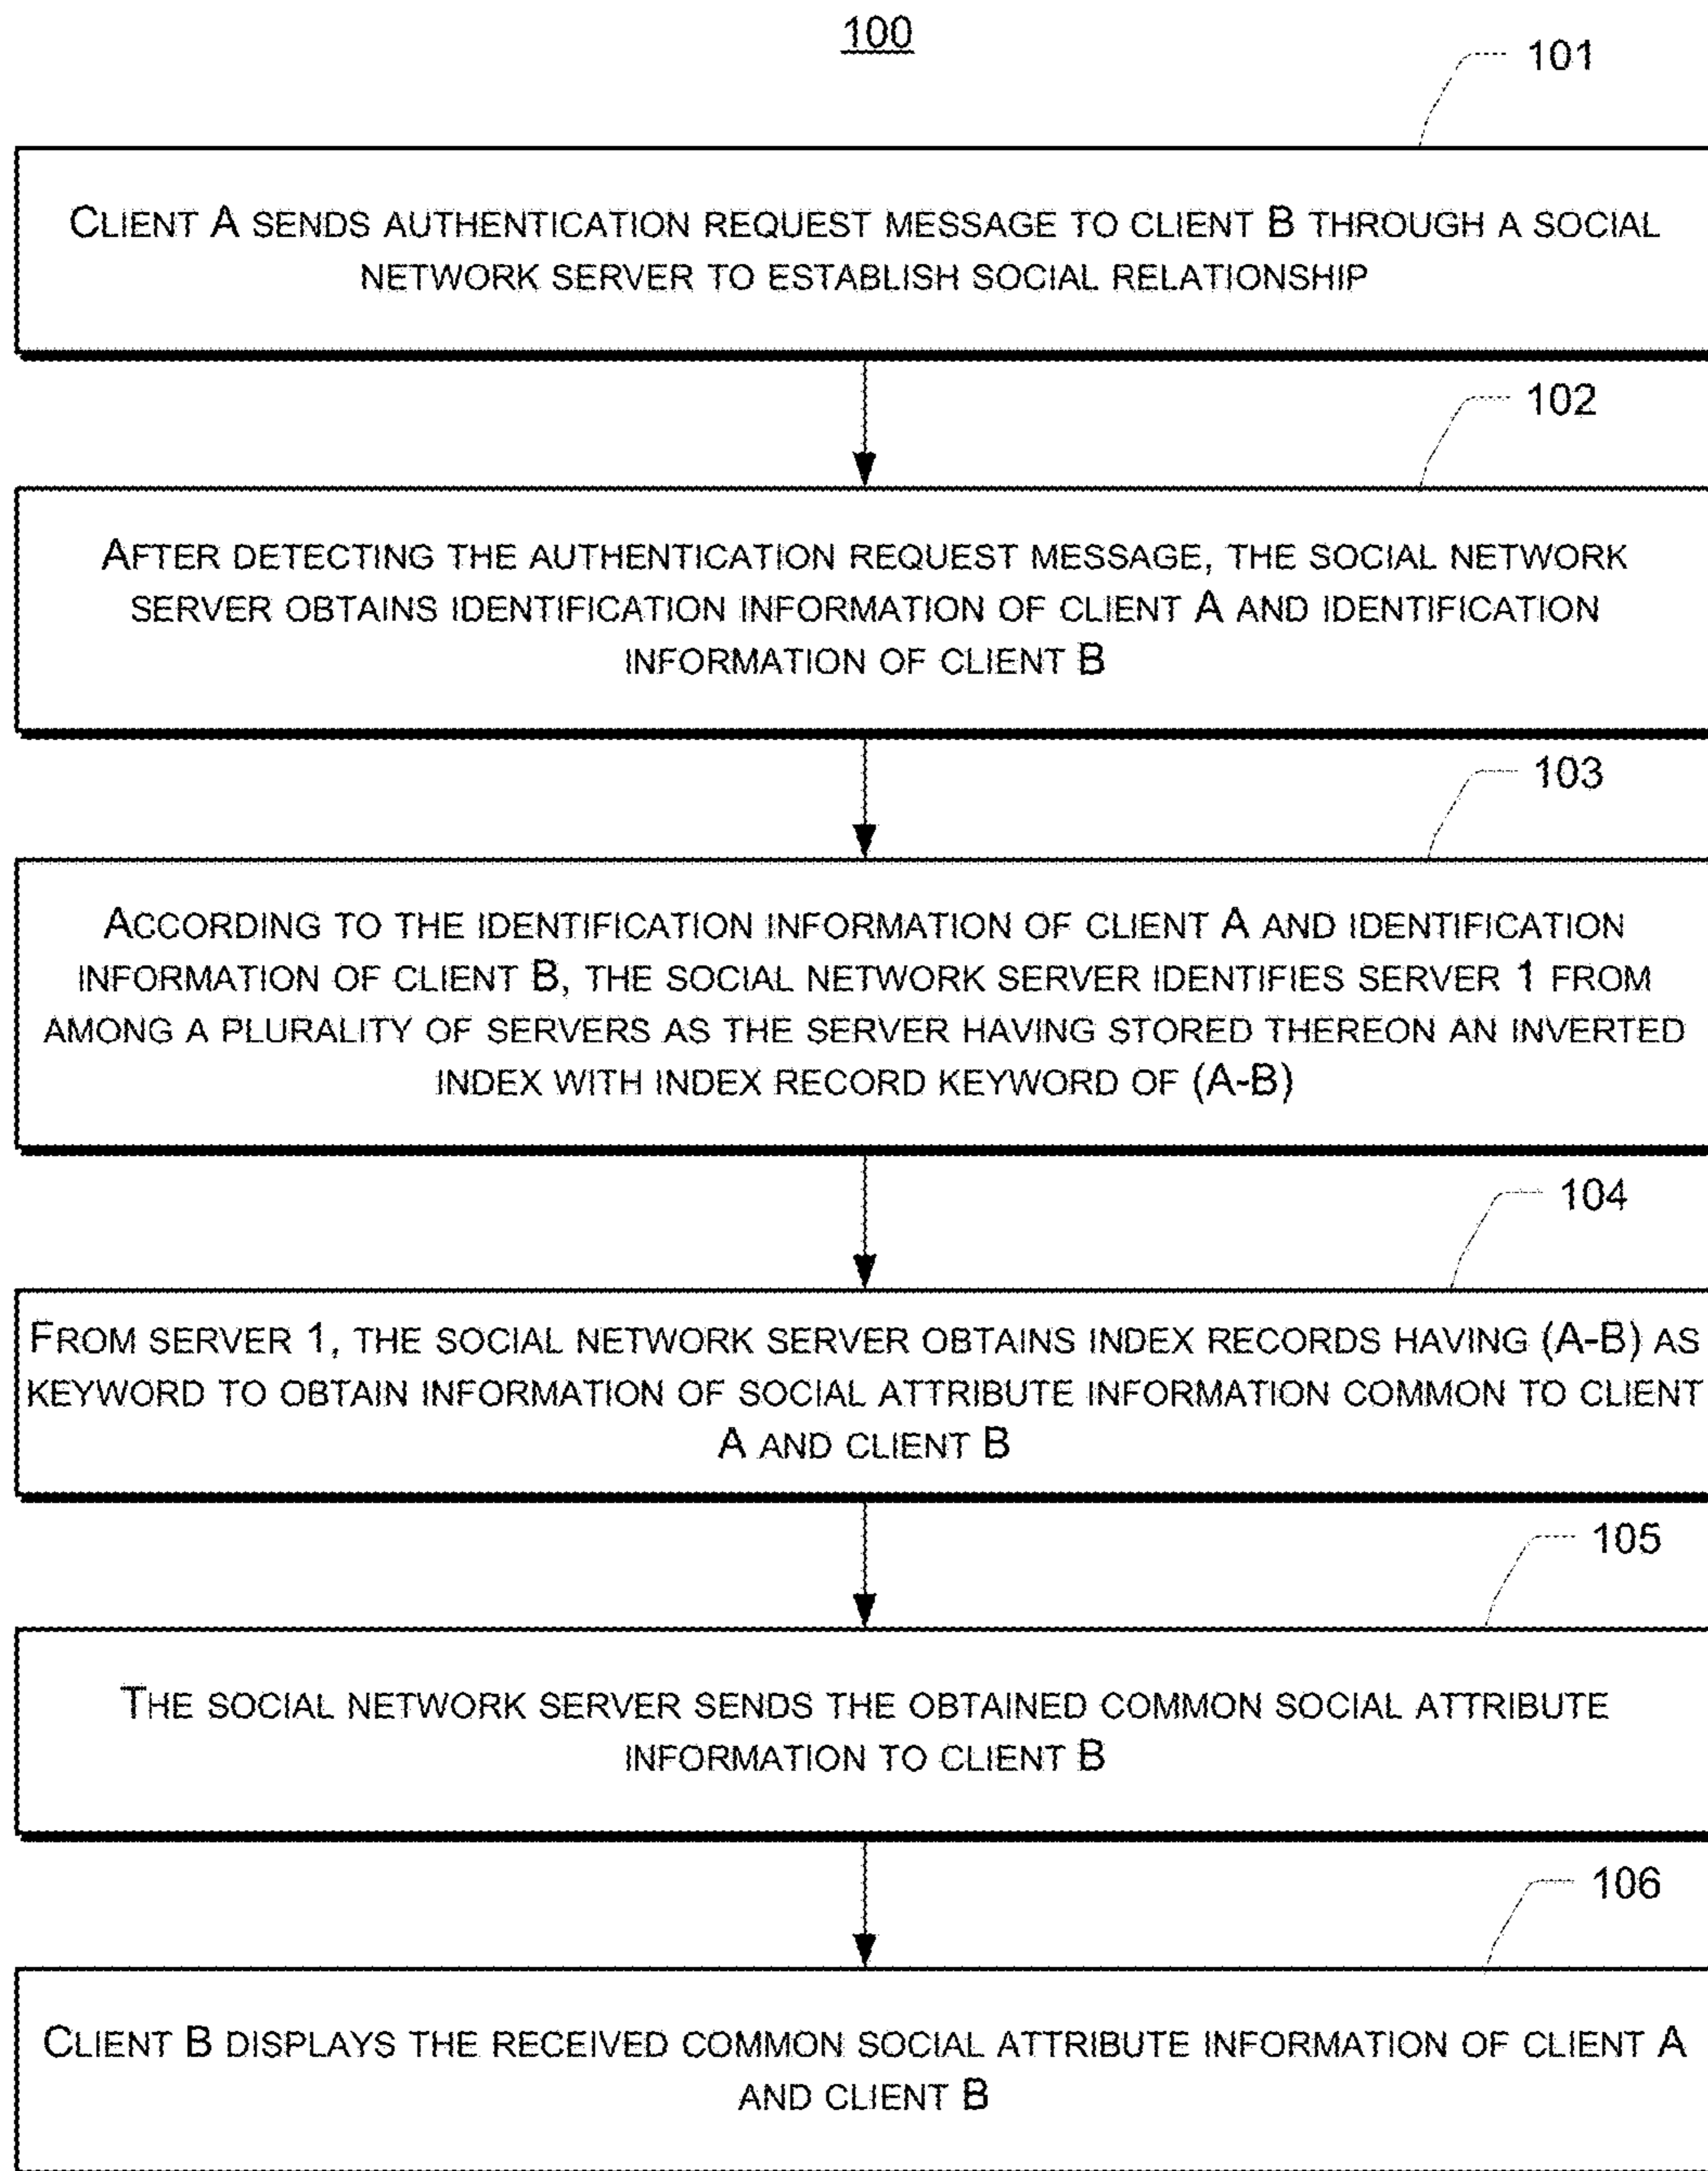 100
101
CLIENT A SENDS AUTHENTICATION REQUEST MESSAGE TO CLIENT B THROUGH A SOCIAL
NETWORK SERVER TO ESTABLISH SOCIAL RELATIONSHIP
102
AFTER DETECTING THE AUTHENTICATION REQUEST MESSAGE, THE SOCIAL NETWORK
SERVER OBTAINS IDENTIFICATION INFORMATION OF CLIENT A AND IDENTIFICATION
INFORMATION OF CLIENT B
103
ACCORDING TO THE IDENTIFICATION INFORMATION OF CLIENT A AND IDENTIFICATION
INFORMATION OF CLIENT B, THE SOCIAL NETWORK SERVER IDENTIFIES SERVER 1 FROM
AMONG A PLURALITY OF SERVERS AS THE SERVER HAVING STORED THEREON AN INVERTED
INDEX WITH INDEX RECORD KEYWORD OF (A-B)
104
FROM SERVER 1, THE SOCIAL NETWORK SERVER OBTAINS INDEX RECORDS HAVING (A-B) AS
KEYWORD TO OBTAIN INFORMATION OF SOCIAL ATTRIBUTE INFORMATION COMMON TO CLIENT
A AND CLIENT B
105
THE SOCIAL NETWORK SERVER SENDS THE OBTAINED COMMON SOCIAL ATTRIBUTE
INFORMATION TO CLIENT B
106
CLIENT B DISPLAYS THE RECEIVED COMMON SOCIAL ATTRIBUTE INFORMATION OF CLIENT A
AND CLIENT B